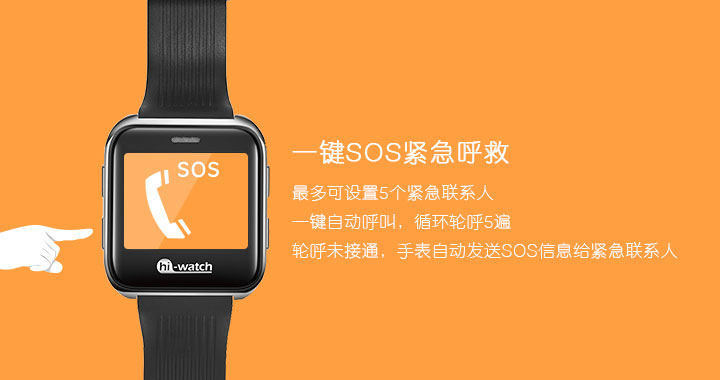 SOS
hi-watch
一键SOS紧急呼救
最多可设置5个紧急联系人
一键自动呼叫，循环轮呼5遍
轮呼未接通，手表自动发送SOS信息给紧急联系人